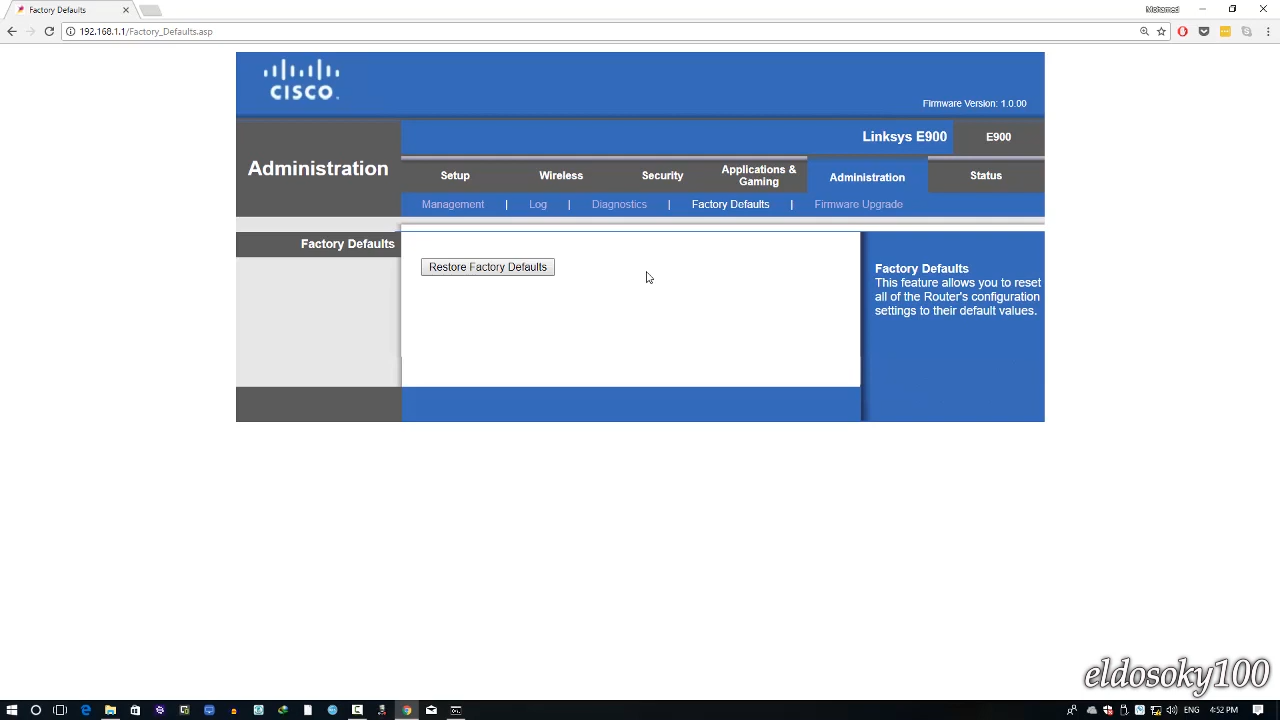 Factory Defaults
Mohamed
192.168.1.1/Factory_Defaults.asp
CISCO.
Firmware Version: 1.0.00
Linksys E900
E900
Administration
Setup
Wireless
Security
Applications &
Gaming
Administration
Status
Management | Log | Diagnostics | Factory Defaults | Firmware Upgrade
Factory Defaults
Restore Factory Defaults
Factory Defaults
This feature allows you to reset
all of the Router's configuration
settings to their default values.
eldosoky100
ENG
4:52 PM